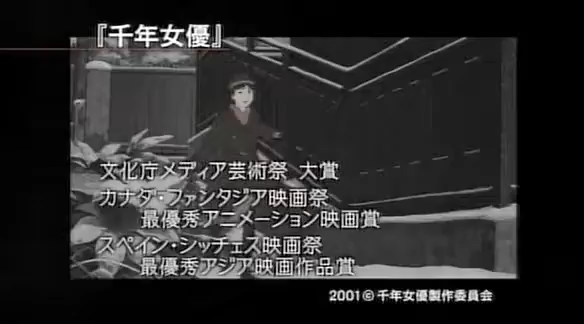 『千年女優』
文化庁メディア芸術祭 大賞
カナダ・ファンタジア映画祭
最優秀アニメーション映画賞
スペイン・シッチェス映画祭
最優秀アジア映画作品賞
2001© 千年女優製作委員会